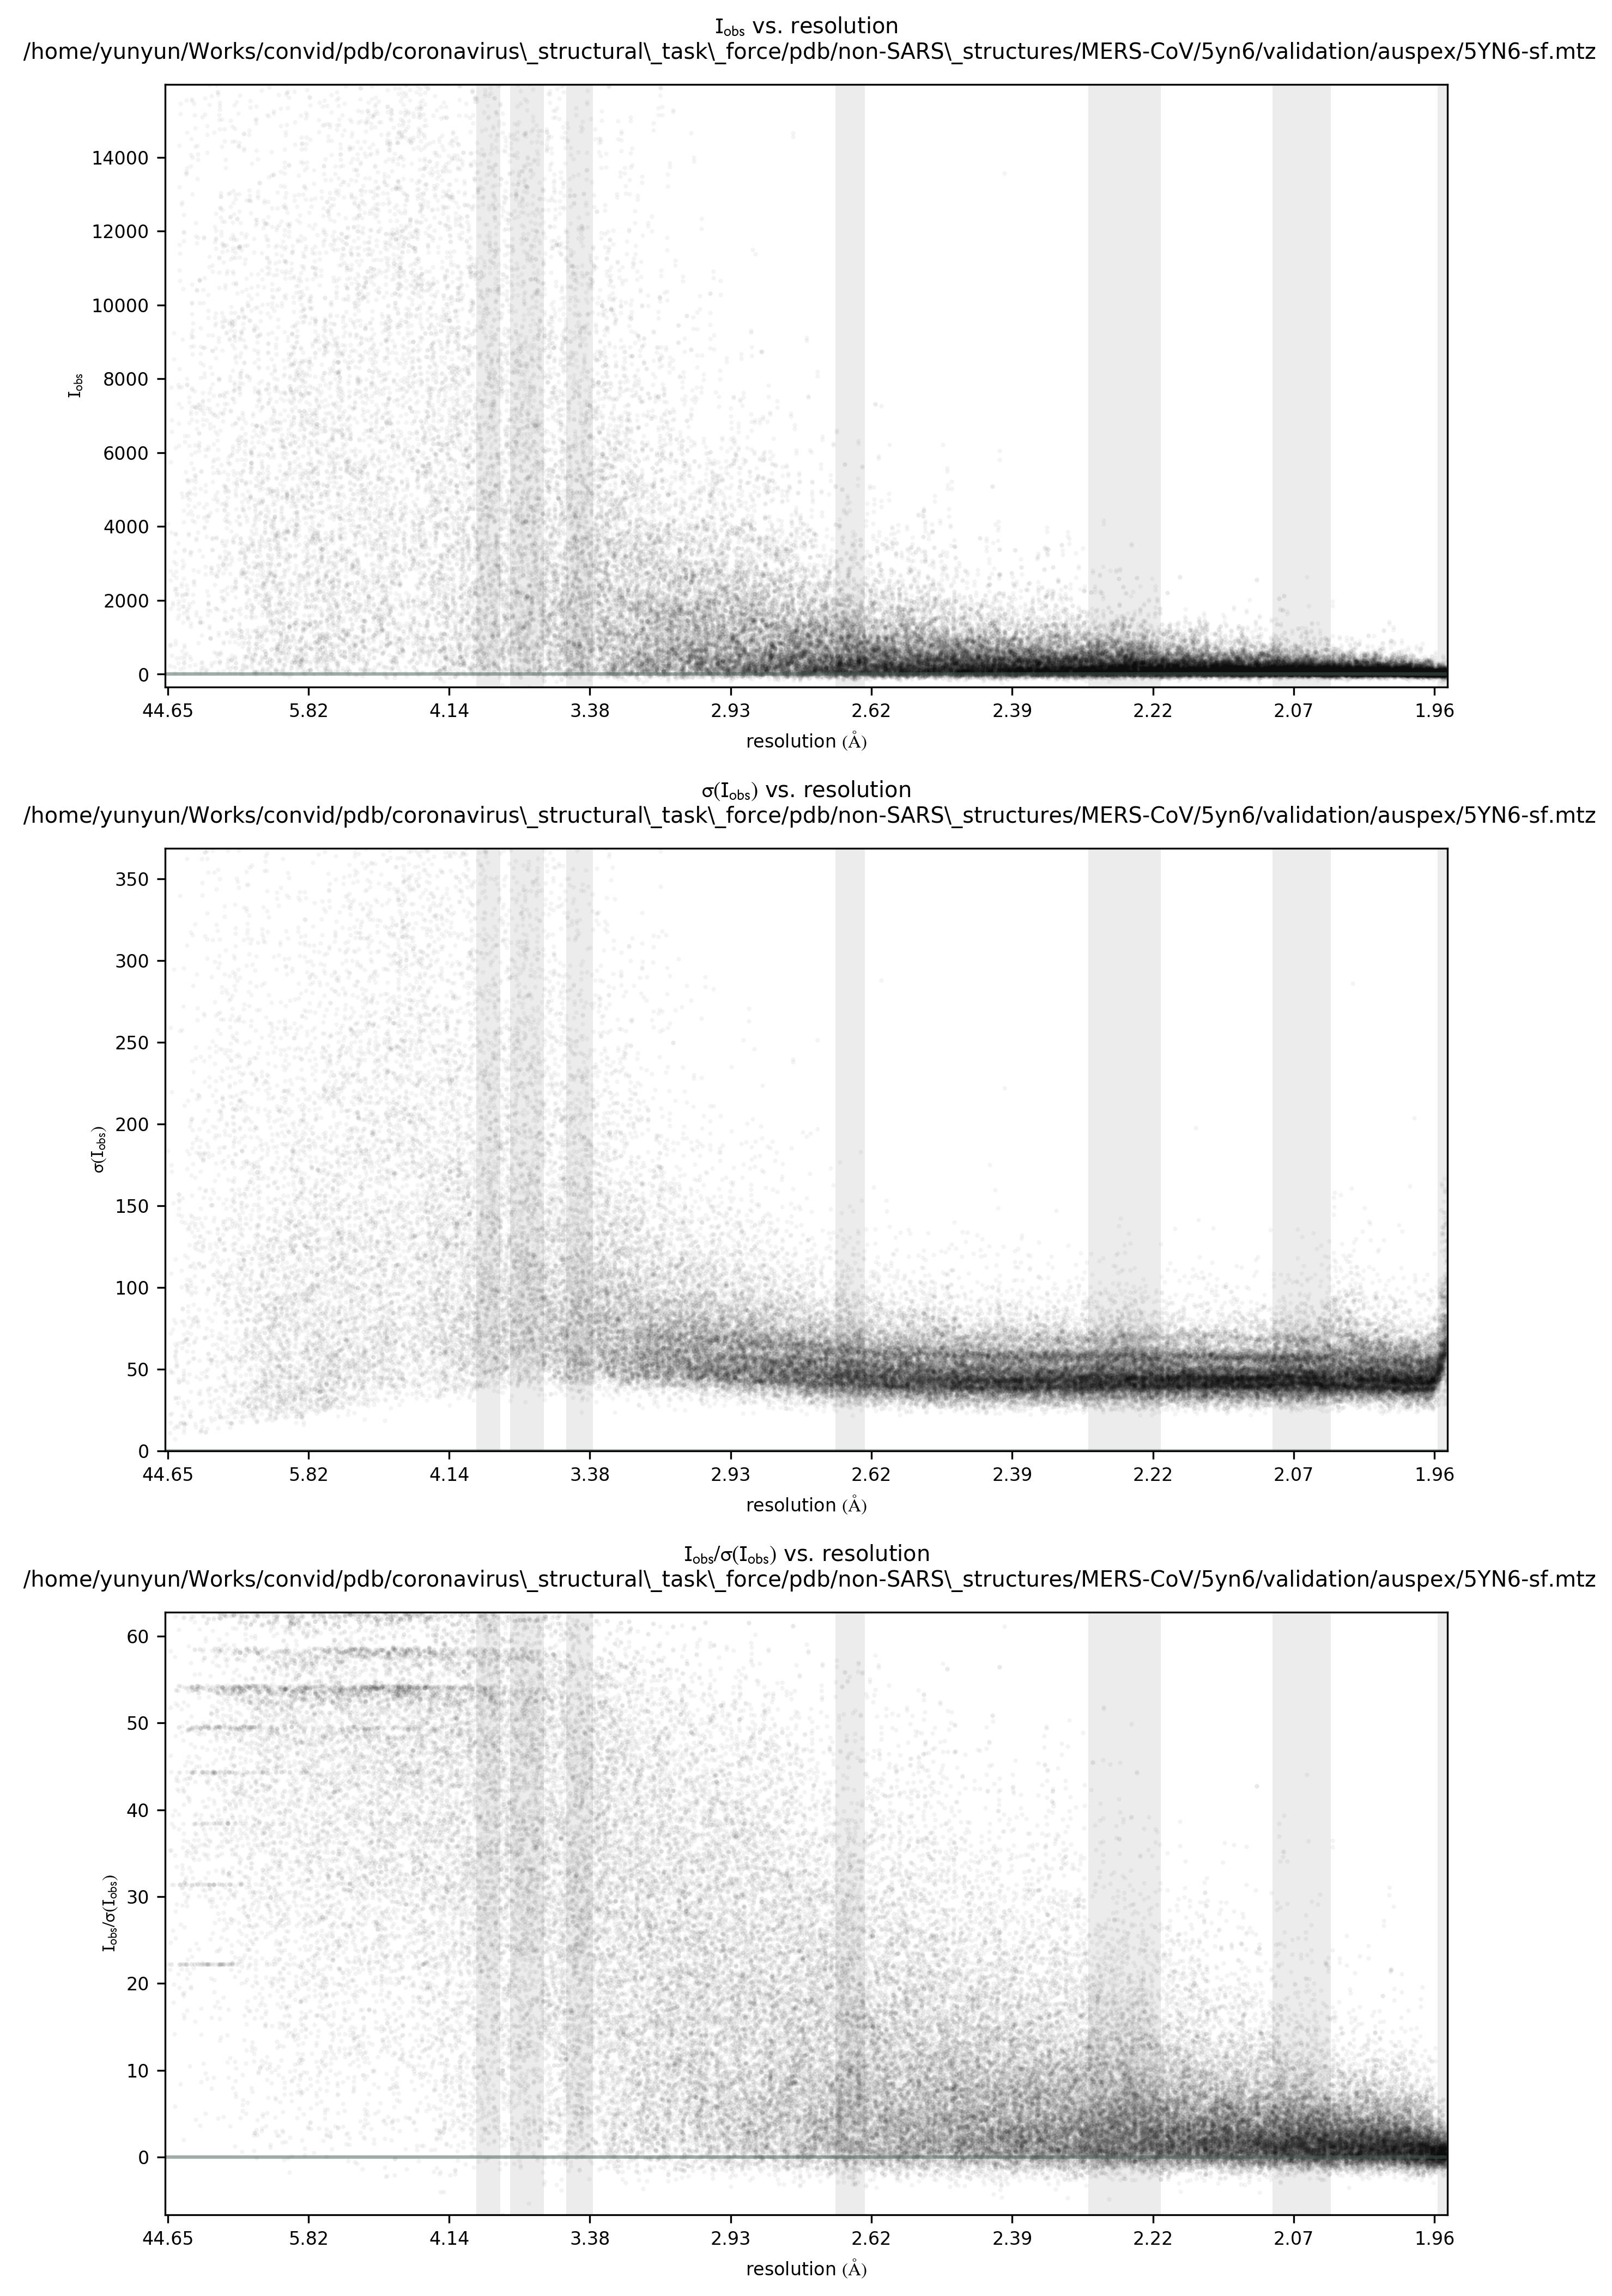 I_obs vs. resolution
/home/yunyun/Works/convid/pdb/coronavirus\_structural\_task\_force/pdb/non-SARS\_structures/MERS-CoV/5yn6/validation/auspex/5YN6-sf.mtz
14000
12000
10000
8000
6000
4000
2000
0
I_obs
44.65 5.82 4.14 3.38 2.93 2.62 2.39 2.22 2.07 1.96
resolution (Å)
σ(I_obs) vs. resolution
/home/yunyun/Works/convid/pdb/coronavirus\_structural\_task\_force/pdb/non-SARS\_structures/MERS-CoV/5yn6/validation/auspex/5YN6-sf.mtz
350
300
250
200
150
100
50
0
σ(I_obs)
44.65 5.82 4.14 3.38 2.93 2.62 2.39 2.22 2.07 1.96
resolution (Å)
I_obs/σ(I_obs) vs. resolution
/home/yunyun/Works/convid/pdb/coronavirus\_structural\_task\_force/pdb/non-SARS\_structures/MERS-CoV/5yn6/validation/auspex/5YN6-sf.mtz
60
50
40
30
20
10
0
I_obs/σ(I_obs)
44.65 5.82 4.14 3.38 2.93 2.62 2.39 2.22 2.07 1.96
resolution (Å)